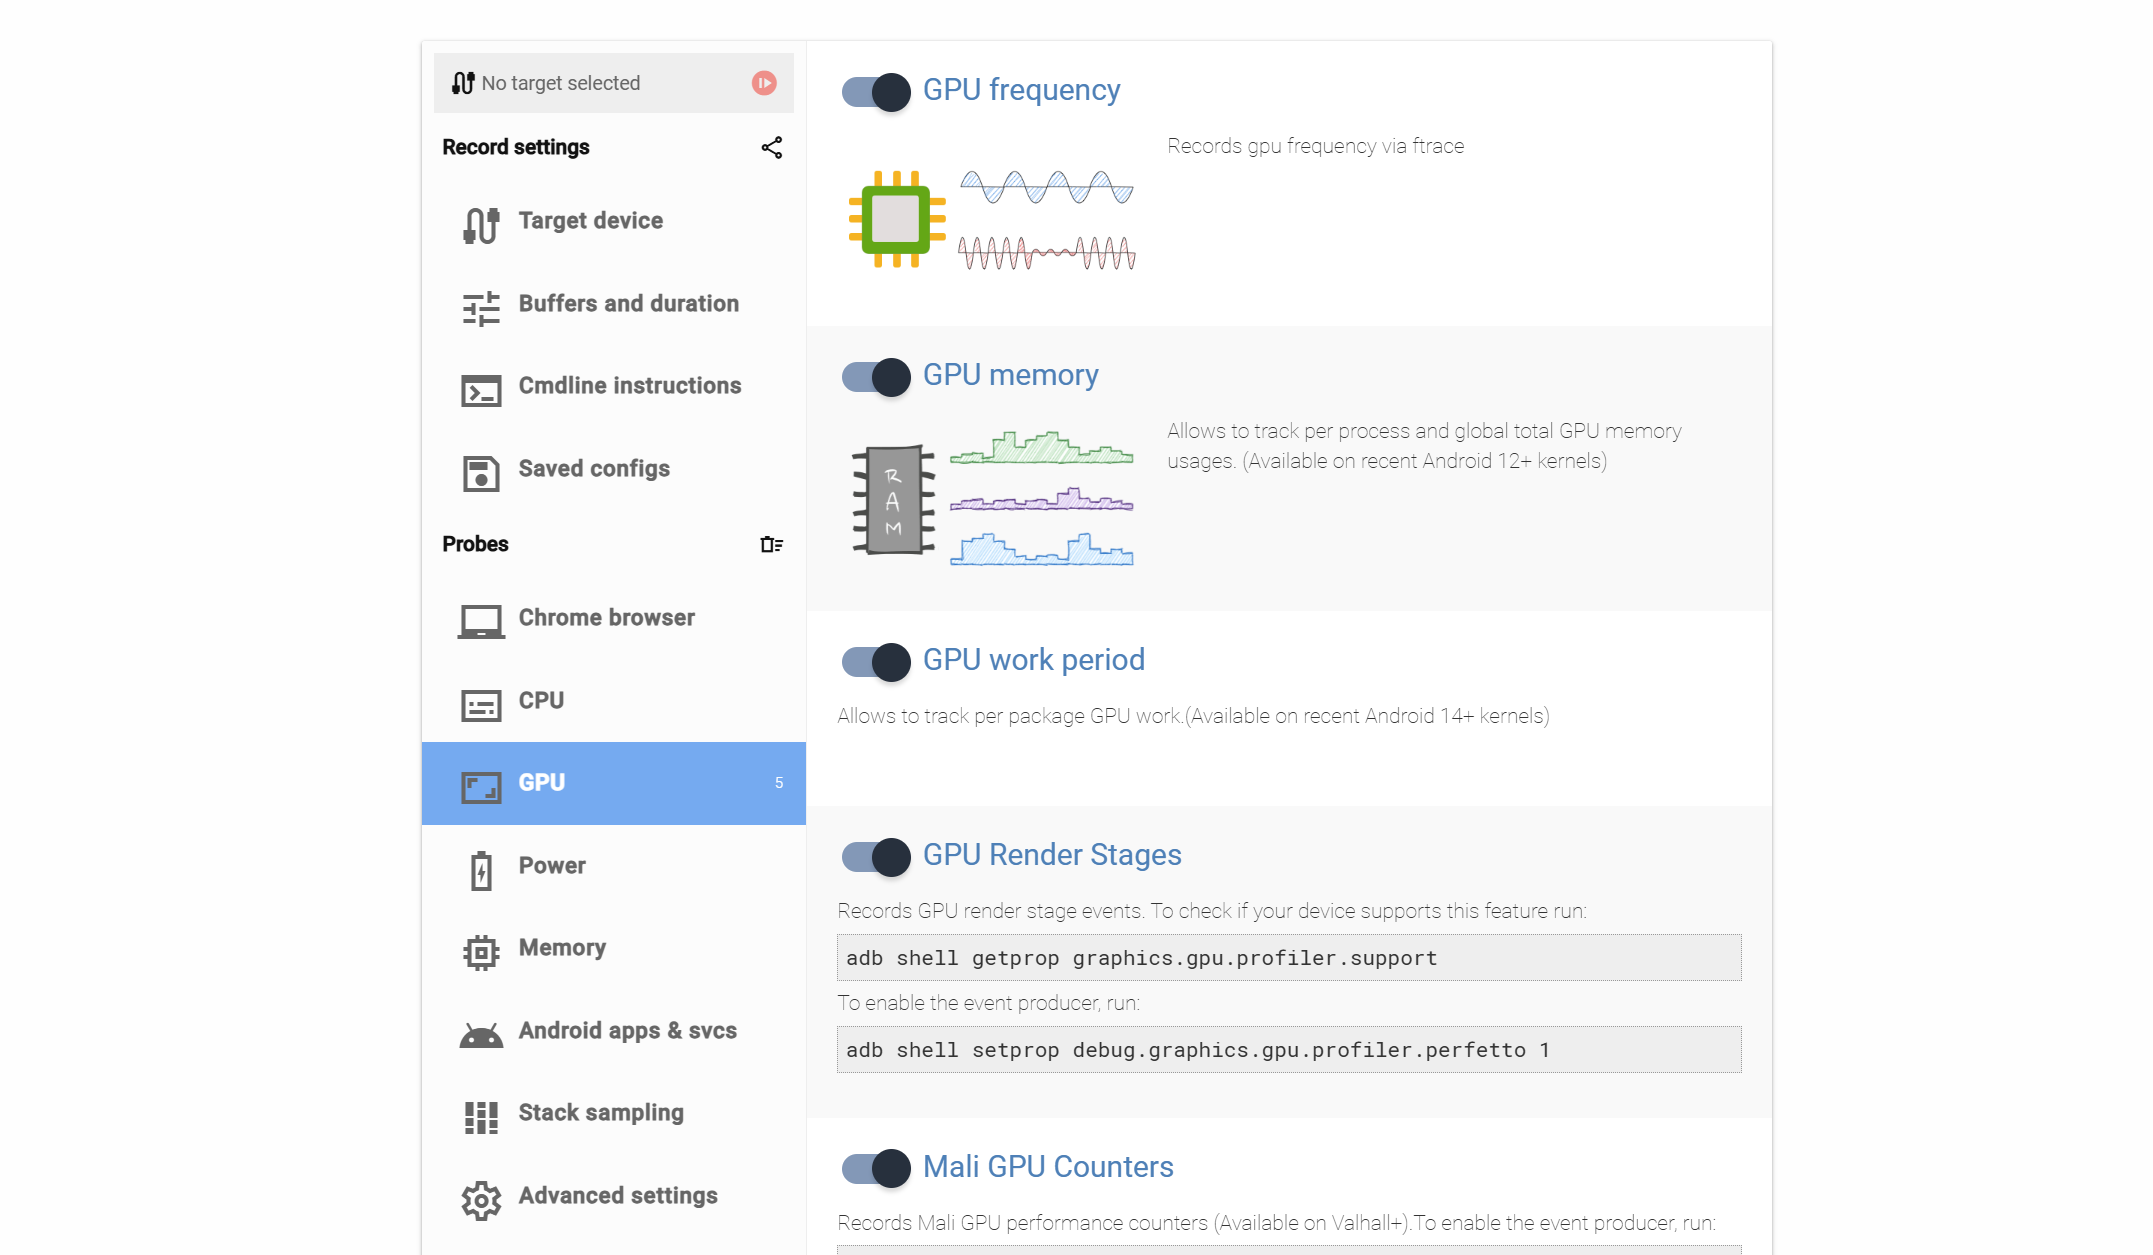 No target selected
Record settings
Target device
Buffers and duration
Cmdline instructions
Saved configs
Probes
Chrome browser
CPU
GPU 5
Power
Memory
Android apps & svcs
Stack sampling
Advanced settings
GPU frequency
Records gpu frequency via ftrace
GPU memory
RAM
Allows to track per process and global total GPU memory
usages. (Available on recent Android 12+ kernels)
GPU work period
Allows to track per package GPU work.(Available on recent Android 14+ kernels)
GPU Render Stages
Records GPU render stage events. To check if your device supports this feature run:
adb shell getprop graphics.gpu.profiler.support
To enable the event producer, run:
adb shell setprop debug.graphics.gpu.profiler.perfetto 1
Mali GPU Counters
Records Mali GPU performance counters (Available on Valhall+).To enable the event producer, run: